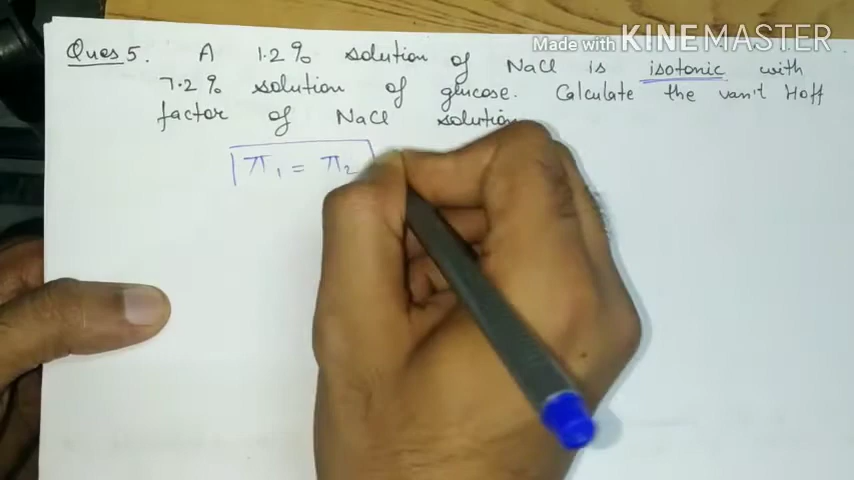 Made with KINEMASTER
Ques 5. A 1.2% solution of NaCl is isotonic with
7.2% solution of glucose. Calculate the van't Hoff
factor of NaCl solution
π₁ = π₂